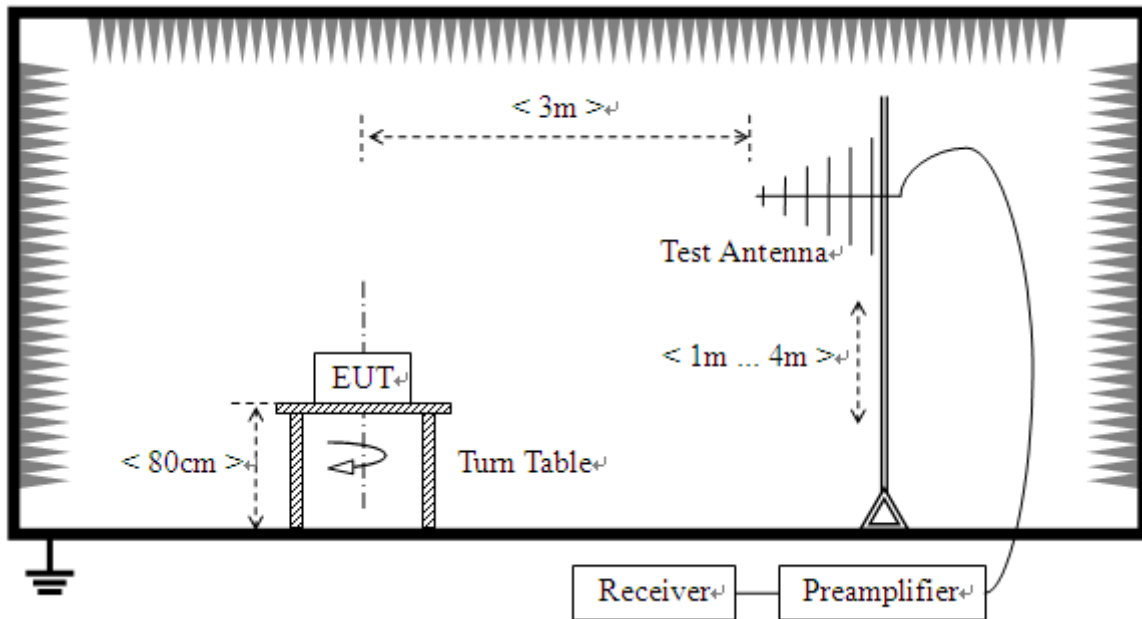 < 3m >↵
Test Antenna↵
< 1m ... 4m >↵
EUT↵
< 80cm >↵
Turn Table↵
Receiver↵
Preamplifier↵